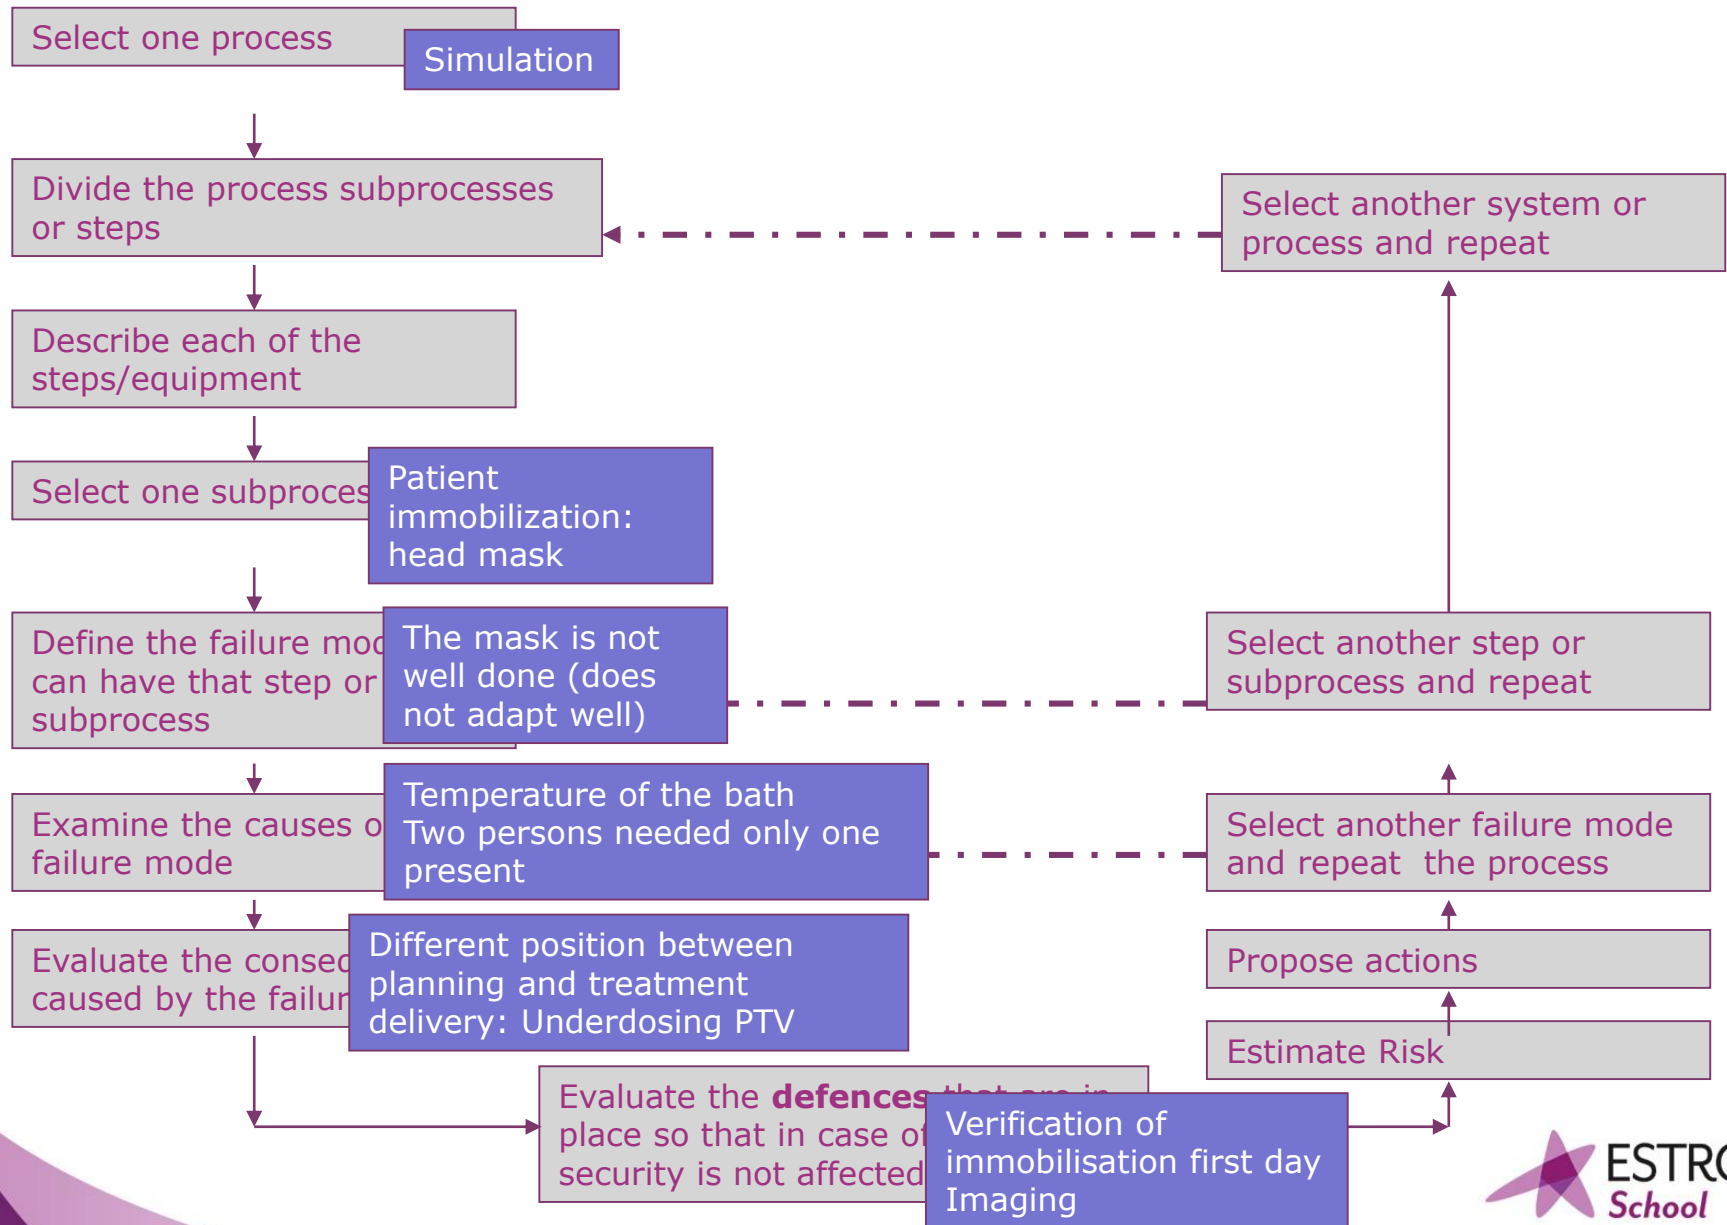 Select one process
Simulation
Divide the process subprocesses
or steps
Select another system or
process and repeat
Describe each of the
steps/equipment
Select one subproces
Patient
immobilization:
head mask
Define the failure mod
can have that step or
subprocess
The mask is not
well done (does
not adapt well)
Select another step or
subprocess and repeat
Examine the causes o
failure mode
Temperature of the bath
Two persons needed only one
present
Select another failure mode
and repeat the process
Evaluate the consec
caused by the failur
Different position between
planning and treatment
delivery: Underdosing PTV
Propose actions
Estimate Risk
Evaluate the defences that are in
place so that in case of
security is not affected
Verification of
immobilisation first day
Imaging
ESTRO
School